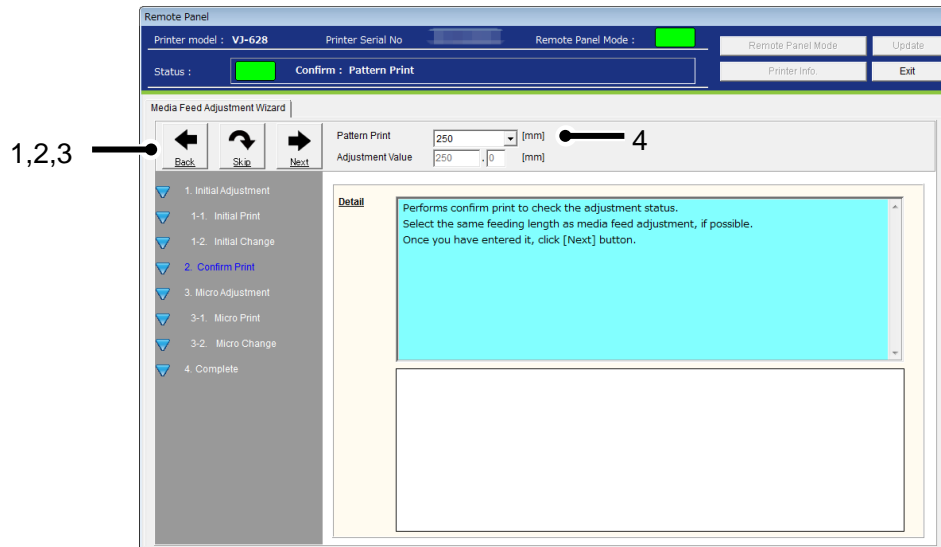 Remote Panel
Printer model : VJ-628 Printer Serial No Remote Panel Mode : Remote Panel Mode Update
Status : Confirm : Pattern Print Printer Info. Exit
Media Feed Adjustment Wizard
1,2,3
Back Skip Next
Pattern Print 250 [mm] 4
Adjustment Value 250 . 0 [mm]
1. Initial Adjustment
1-1. Initial Print
1-2. Initial Change
2. Confirm Print
3. Micro Adjustment
3-1. Micro Print
3-2. Micro Change
4. Complete
Detail
Performs confirm print to check the adjustment status.
Select the same feeding length as media feed adjustment, if possible.
Once you have entered it, click [Next] button.